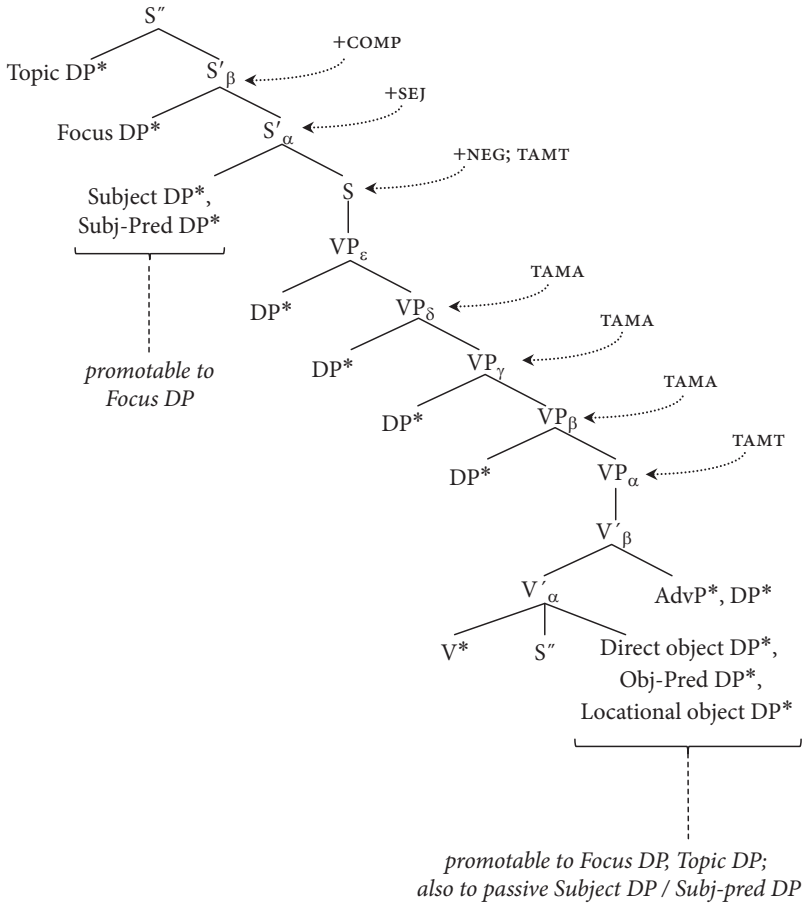 S″
+COMP
Topic DP*
S′β
+SEJ
Focus DP*
S′α
+NEG; TAMT
Subject DP*,
Subj-Pred DP*
S
VPε
TAMA
DP*
VPδ
TAMA
promotable to
Focus DP
DP*
VPγ
TAMA
DP*
VPβ
TAMT
DP*
VPα
V′β
V′α
AdvP*, DP*
V*
S″
Direct object DP*,
Obj-Pred DP*,
Locational object DP*
promotable to Focus DP, Topic DP;
also to passive Subject DP / Subj-pred DP